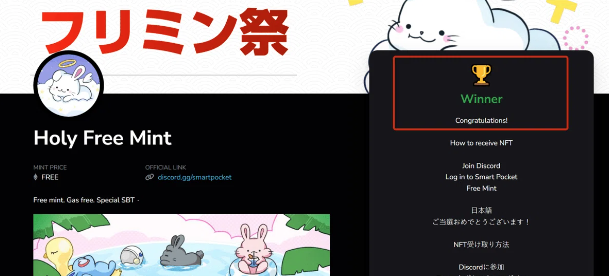 フリミン祭
Holy Free Mint
MINT PRICE
FREE
OFFICIAL LINK
discord.gg/smartpocket
Free mint. Gas free. Special SBT -
Winner
Congratulations!
How to receive NFT
Join Discord
Log in to Smart Pocket
Free Mint
日本語
ご当選おめでとうございます！
NFT受け取り方法
Discordに参加